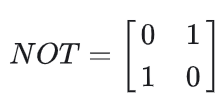 NOT = [0 1
1 0]